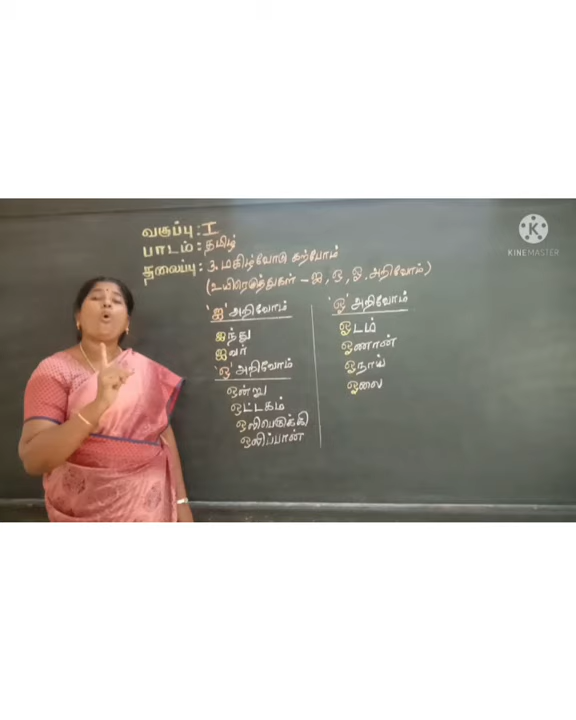 வகுப்பு : I
பாடம் : தமிழ்
தலைப்பு : 3. மகிழ்வோடு கற்போம்
(உயிரெழுத்துகள் - ஐ, ஒ, ஓ. அறிவோம்)
'ஐ' அறிவோம்
ஐந்து
ஐவர்
'ஒ' அறிவோம்
ஒன்று
ஒட்டகம்
ஒலிபெருக்கி
ஒலிப்பான்
'ஓ' அறிவோம்
ஓடம்
ஓணான்
ஓநாய்
ஓலை
K
KINEMASTER